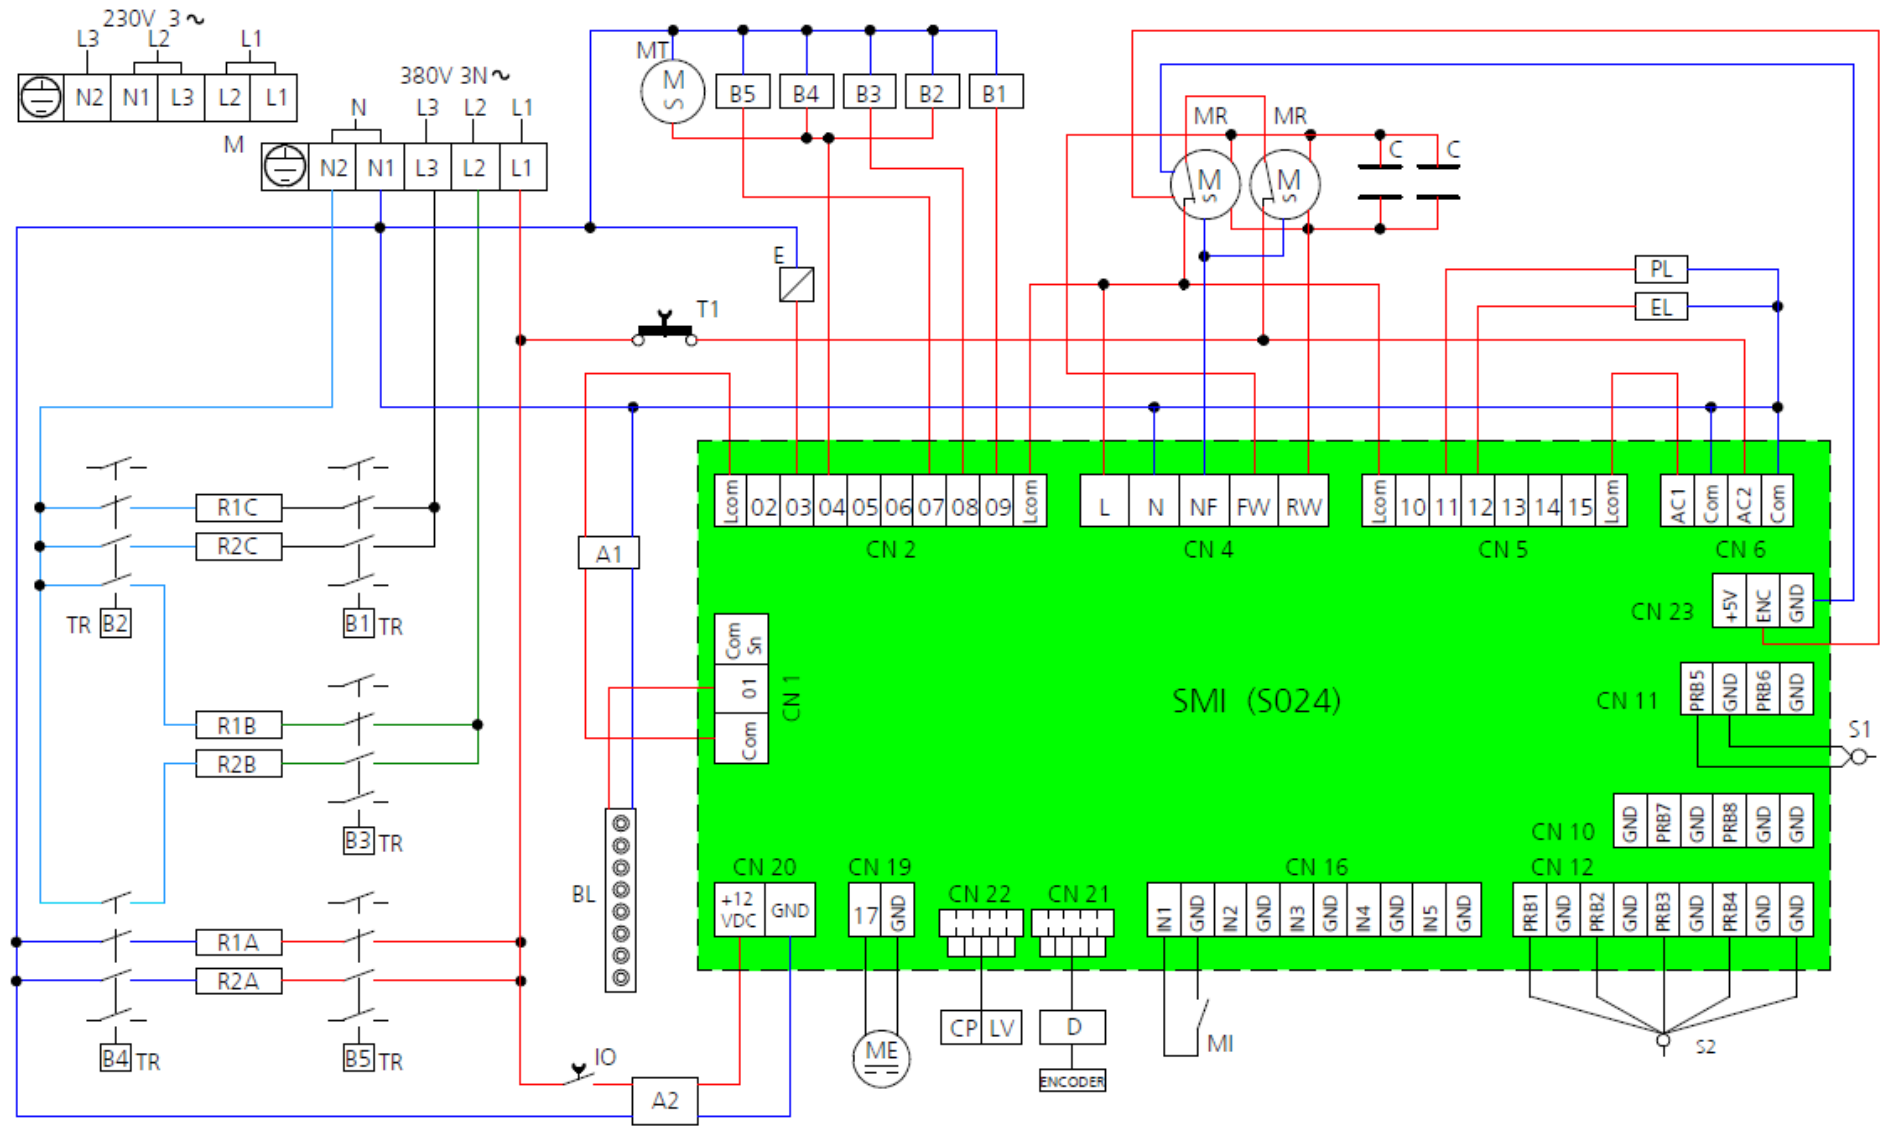 230V 3~
L3 L2 L1
N2 N1 L3 L2 L1
380V 3N~
N L3 L2 L1
M
N2 N1 L3 L2 L1
MT
M
S
B5 B4 B3 B2 B1
MR MR
M
S
M
S
C C
E
T1
PL
EL
Lcom 02 03 04 05 06 07 08 09 Lcom
CN 2
L N NF FW RW
CN 4
Lcom 10 11 12 13 14 15 Lcom
CN 5
AC1 Com AC2 Com
CN 6
R1C
R2C
TR B2
B1 TR
A1
CN 23
+5V ENC GND
Com Sn
01
Com
CN 1
SMI (S024)
CN 11
PRB5 GND PRB6 GND
S1
R1B
R2B
B3 TR
CN 10
GND PRB7 GND PRB8 GND GND
BL
CN 20
+12 VDC GND
CN 19
17 GND
CN 22
CN 21
CN 16
IN1 GND IN2 GND IN3 GND IN4 GND IN5 GND
CN 12
PRB1 GND PRB2 GND PRB3 GND PRB4 GND GND
R1A
R2A
B4 TR
B5 TR
IO
A2
ME
CP LV
D
ENCODER
MI
S2